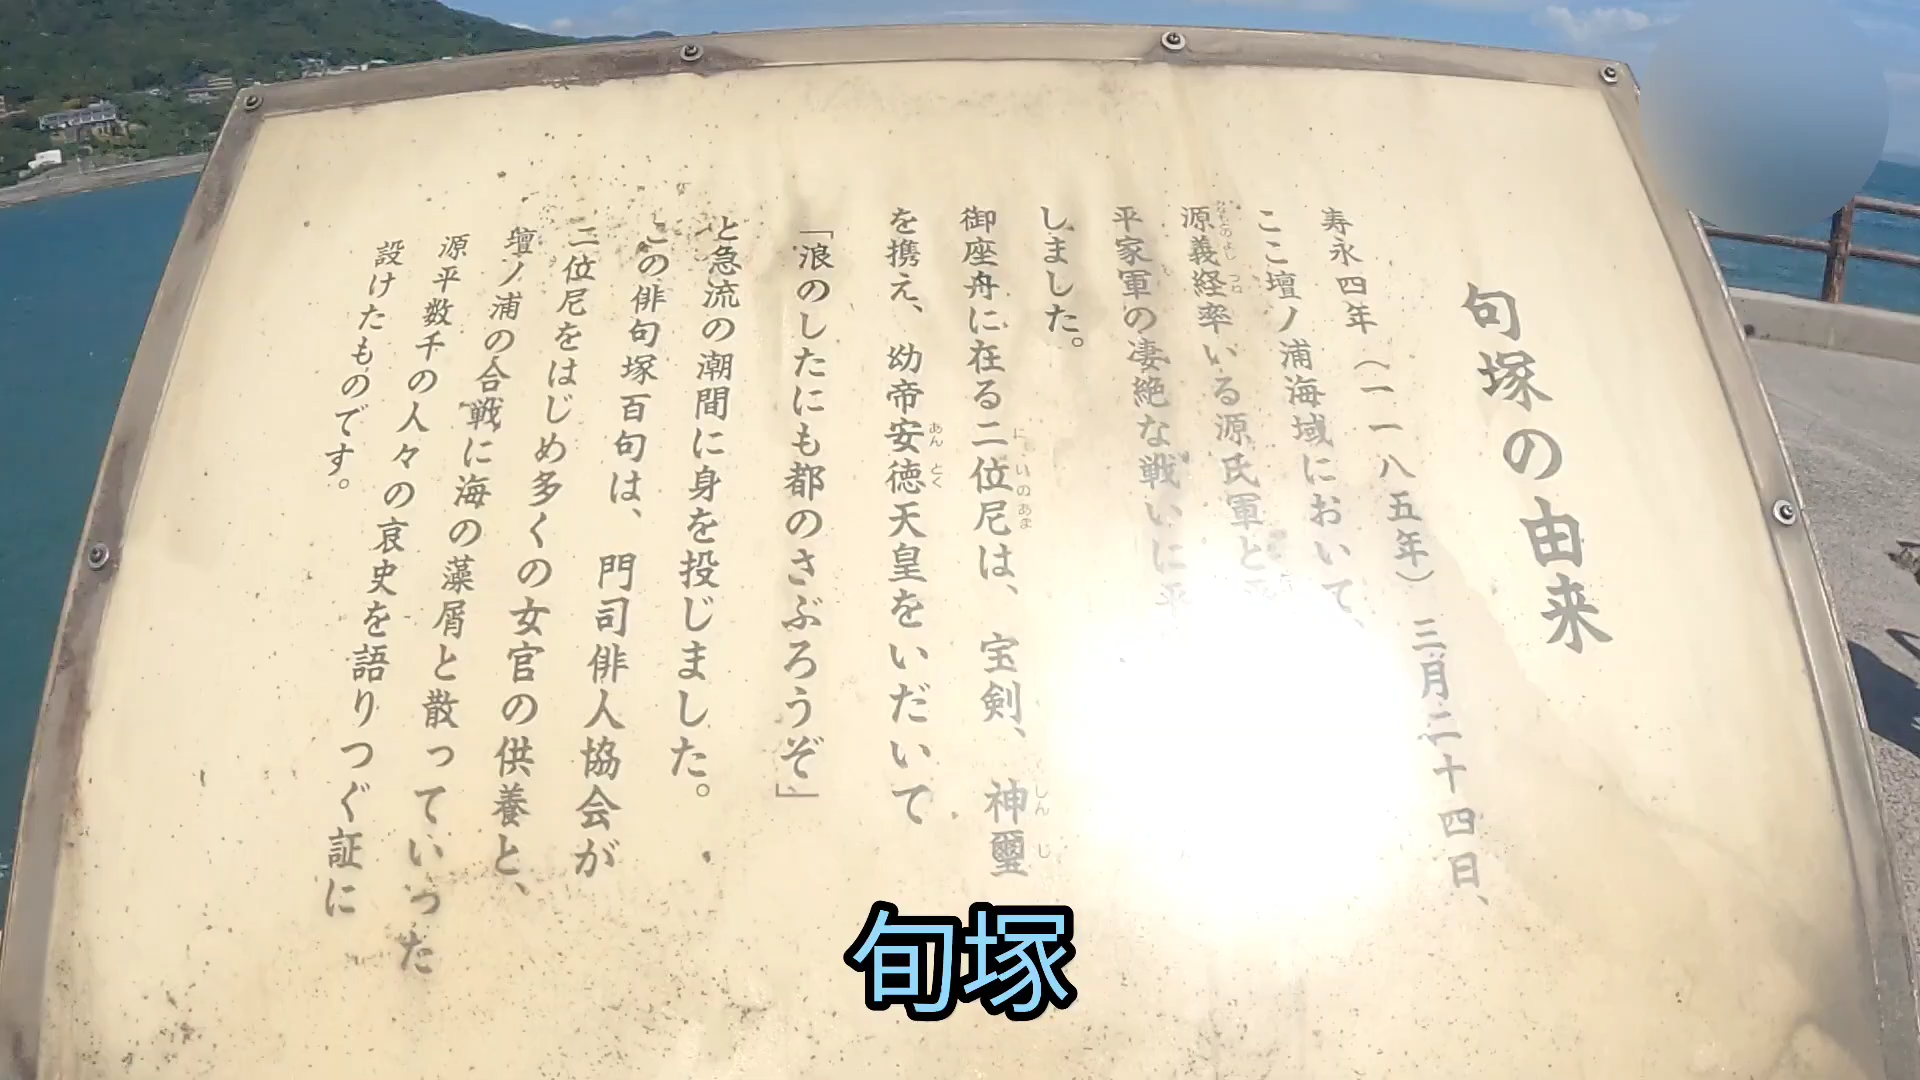 句塚の由来
寿永四年（一一八五年）三月二十四日、
ここ壇ノ浦海域において、
源義経率いる源氏軍と
平家軍の凄絶な戦いに平
しました。
御座舟に在る二位尼は、宝剣、神璽
を携え、幼帝安徳天皇をいだいて
「浪のしたにも都のさぶろうぞ」
と急流の潮間に身を投じました。
この俳句塚百句は、門司俳人協会が
二位尼をはじめ多くの女官の供養と、
壇ノ浦の合戦に海の藻屑と散っていった
源平数千の人々の哀史を語りつぐ証に
設けたものです。
旬塚